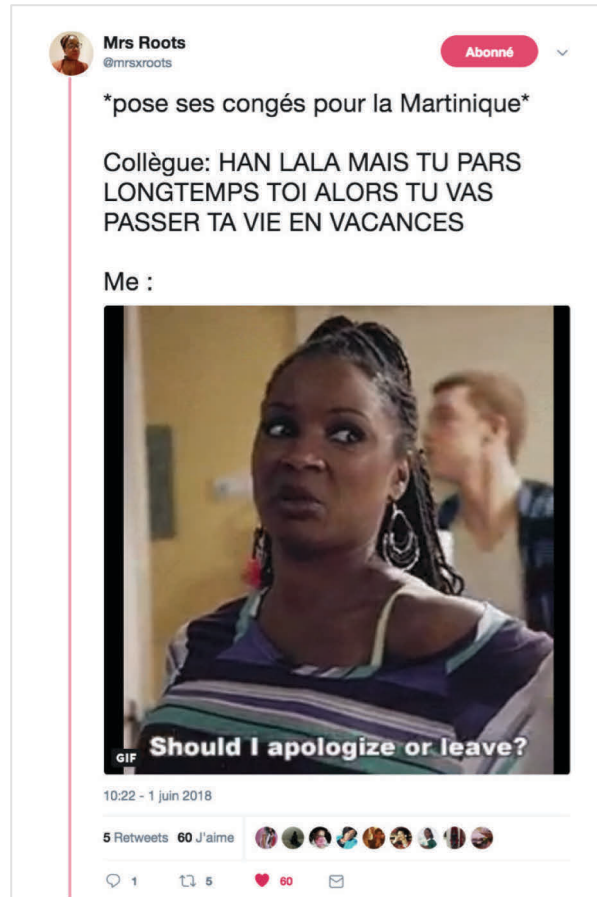 Mrs Roots
@mrsxroots
Abonné
*pose ses congés pour la Martinique*
Collègue: HAN LALA MAIS TU PARS
LONGTEMPS TOI ALORS TU VAS
PASSER TA VIE EN VACANCES
Me :
GIF
Should I apologize or leave?
10:22 - 1 juin 2018
5 Retweets 60 J'aime
1 5 60